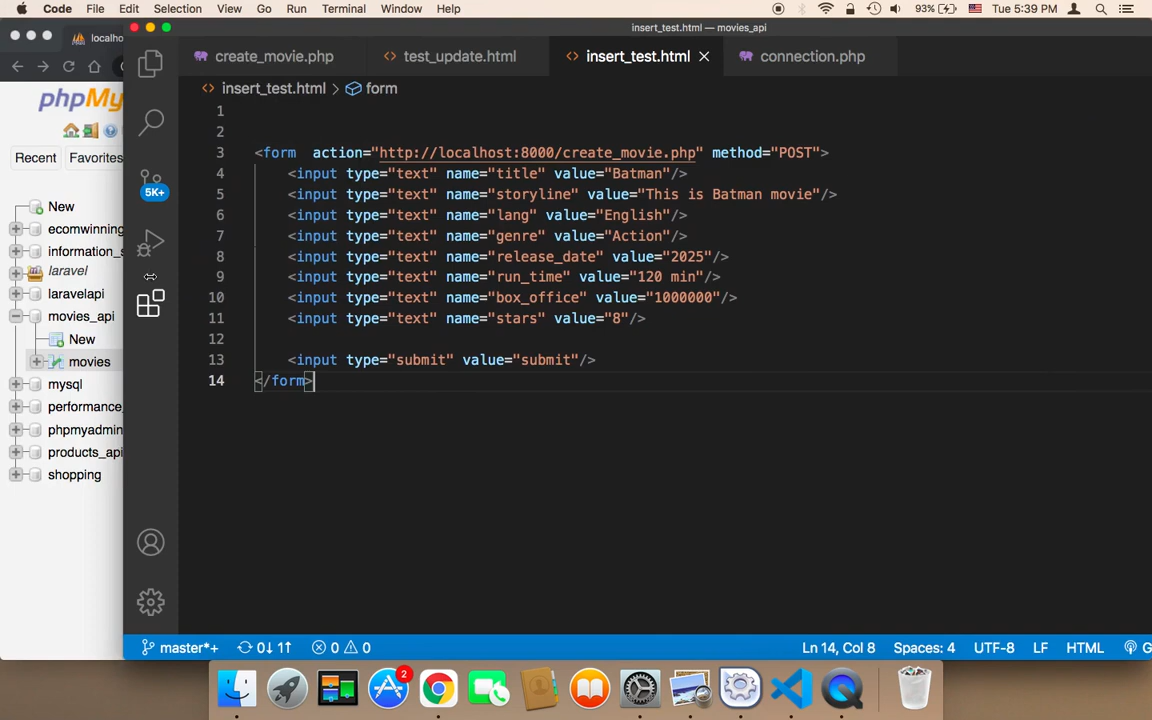 Code File Edit Selection View Go Run Terminal Window Help 93% Tue 5:39 PM
insert_test.html — movies_api
localho
create_movie.php test_update.html insert_test.html connection.php
insert_test.html > form
phpMy
Recent Favorites
New
ecomwinning
information_s
laravel
laravelapi
movies_api
New
movies
mysql
performance_
phpmyadmin
products_api
shopping
5K+
1
2
3 <form  action="http://localhost:8000/create_movie.php" method="POST">
4     <input type="text" name="title" value="Batman"/>
5     <input type="text" name="storyline" value="This is Batman movie"/>
6     <input type="text" name="lang" value="English"/>
7     <input type="text" name="genre" value="Action"/>
8     <input type="text" name="release_date" value="2025"/>
9     <input type="text" name="run_time" value="120 min"/>
10     <input type="text" name="box_office" value="1000000"/>
11     <input type="text" name="stars" value="8"/>
12
13     <input type="submit" value="submit"/>
14 </form>
master*+ 0↓ 1↑ 0 0 Ln 14, Col 8 Spaces: 4 UTF-8 LF HTML G
2